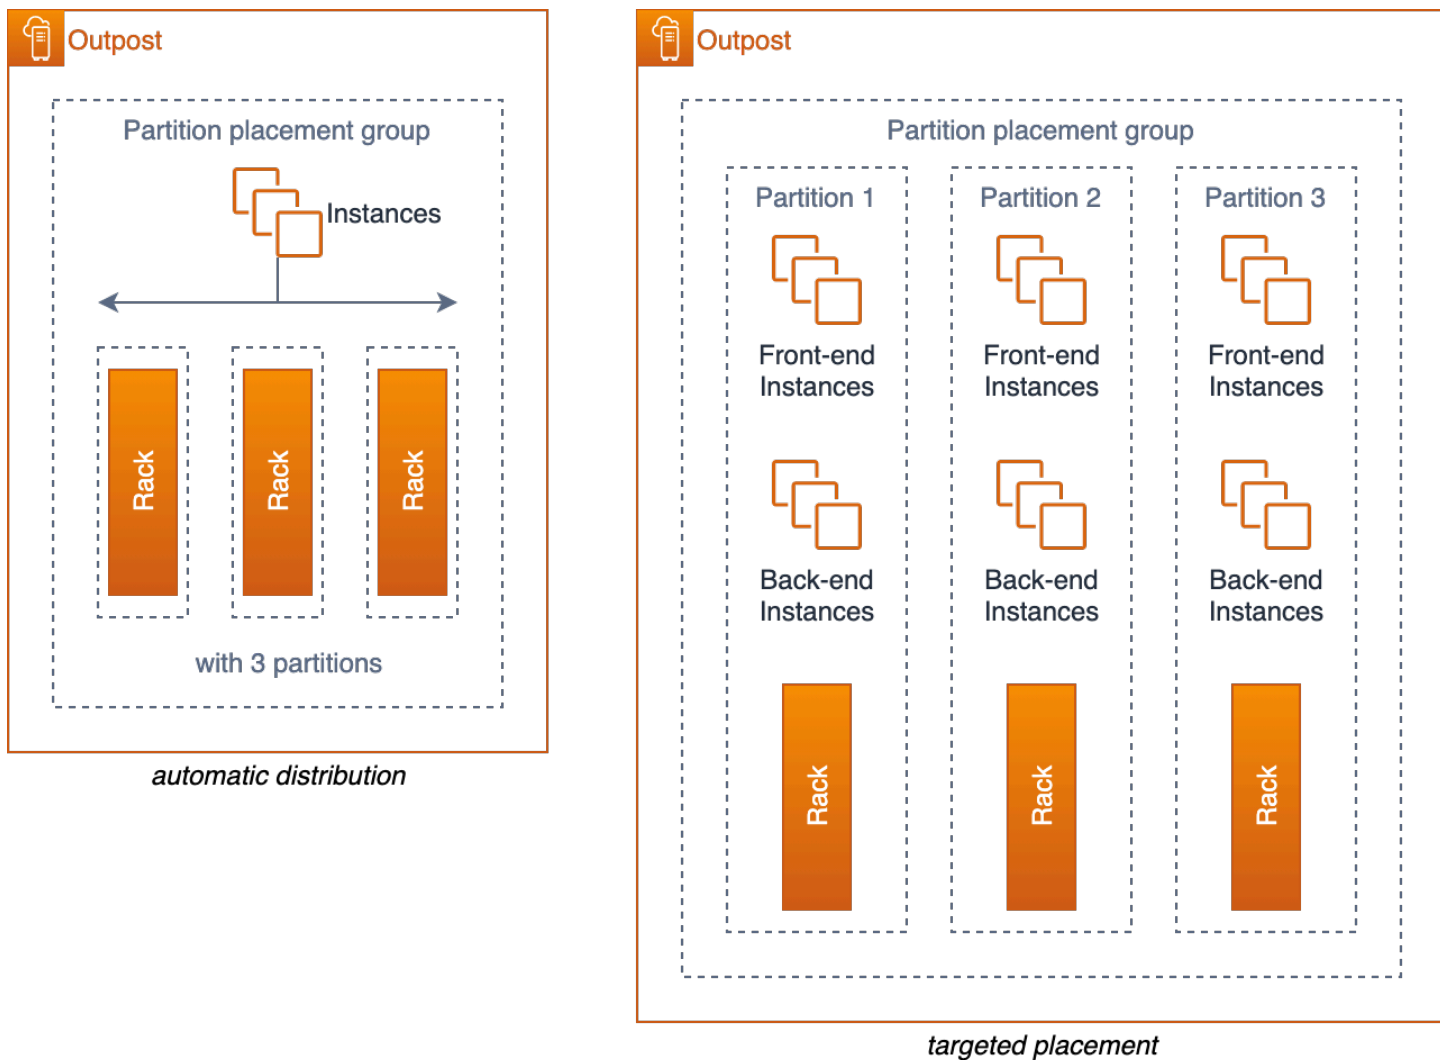 Outpost
Partition placement group
Instances
Rack
Rack
Rack
with 3 partitions
automatic distribution
Outpost
Partition placement group
Partition 1
Front-end
Instances
Back-end
Instances
Rack
Partition 2
Front-end
Instances
Back-end
Instances
Rack
Partition 3
Front-end
Instances
Back-end
Instances
Rack
targeted placement